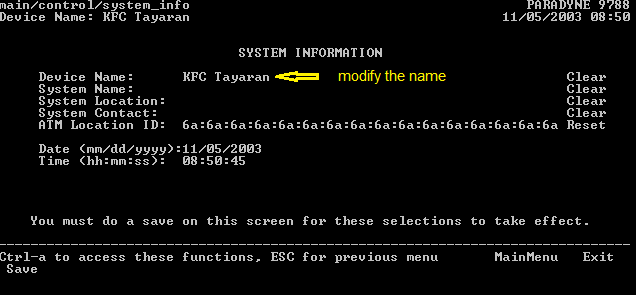 main/control/system_info PARADYNE 9788
Device Name: KFC Tayaran 11/05/2003 08:50
SYSTEM INFORMATION
Device Name: KFC Tayaran modify the name Clear
System Name: Clear
System Location: Clear
System Contact: Clear
ATM Location ID: 6a:6a:6a:6a:6a:6a:6a:6a:6a:6a:6a:6a:6a:6a:6a:6a Reset
Date (mm/dd/yyyy):11/05/2003
Time (hh:mm:ss): 08:50:45
You must do a save on this screen for these selections to take effect.
Ctrl-a to access these functions, ESC for previous menu MainMenu Exit
Save